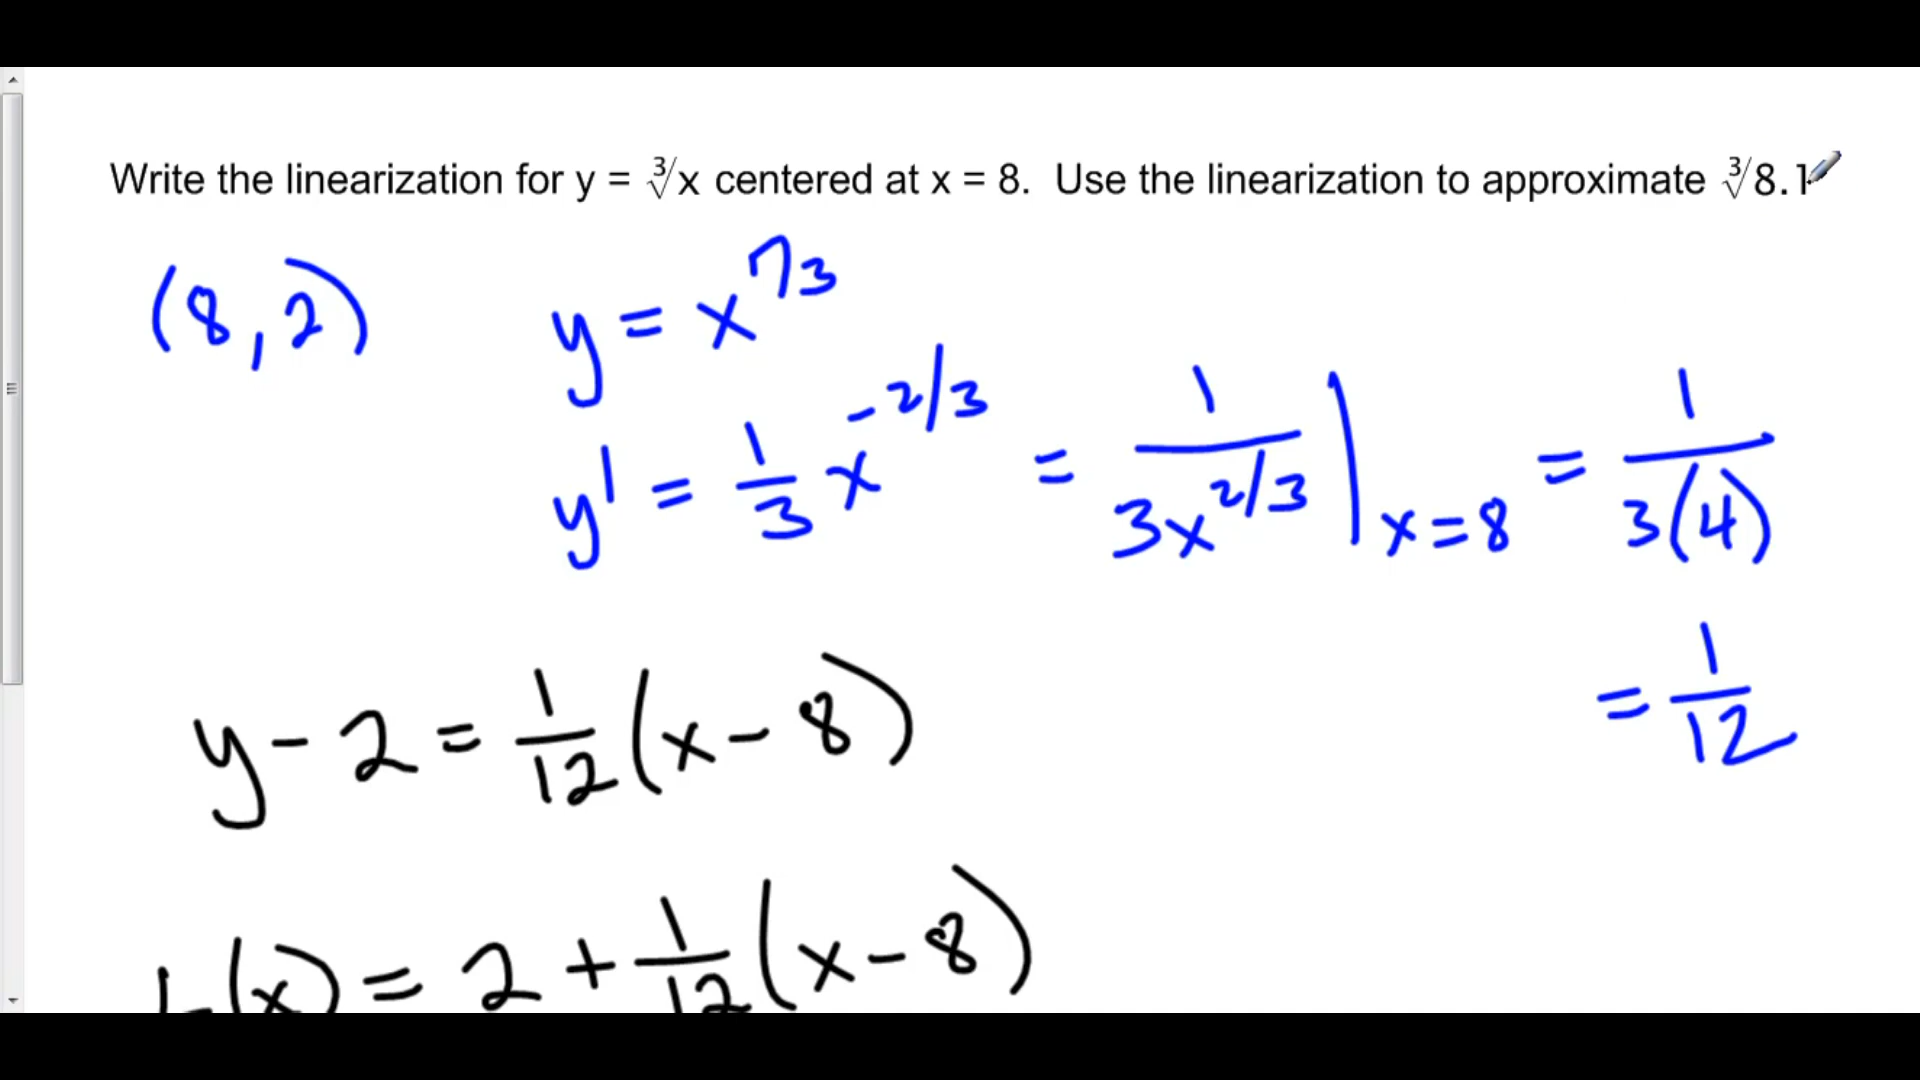 Write the linearization for y = ∛x centered at x = 8. Use the linearization to approximate ∛8.1
(8,2)
y = x^1/3
y' = 1/3 x^-2/3 = 1/(3x^2/3) | x=8 = 1/(3(4))
= 1/12
y - 2 = 1/12 (x - 8)
L(x) = 2 + 1/12 (x - 8)